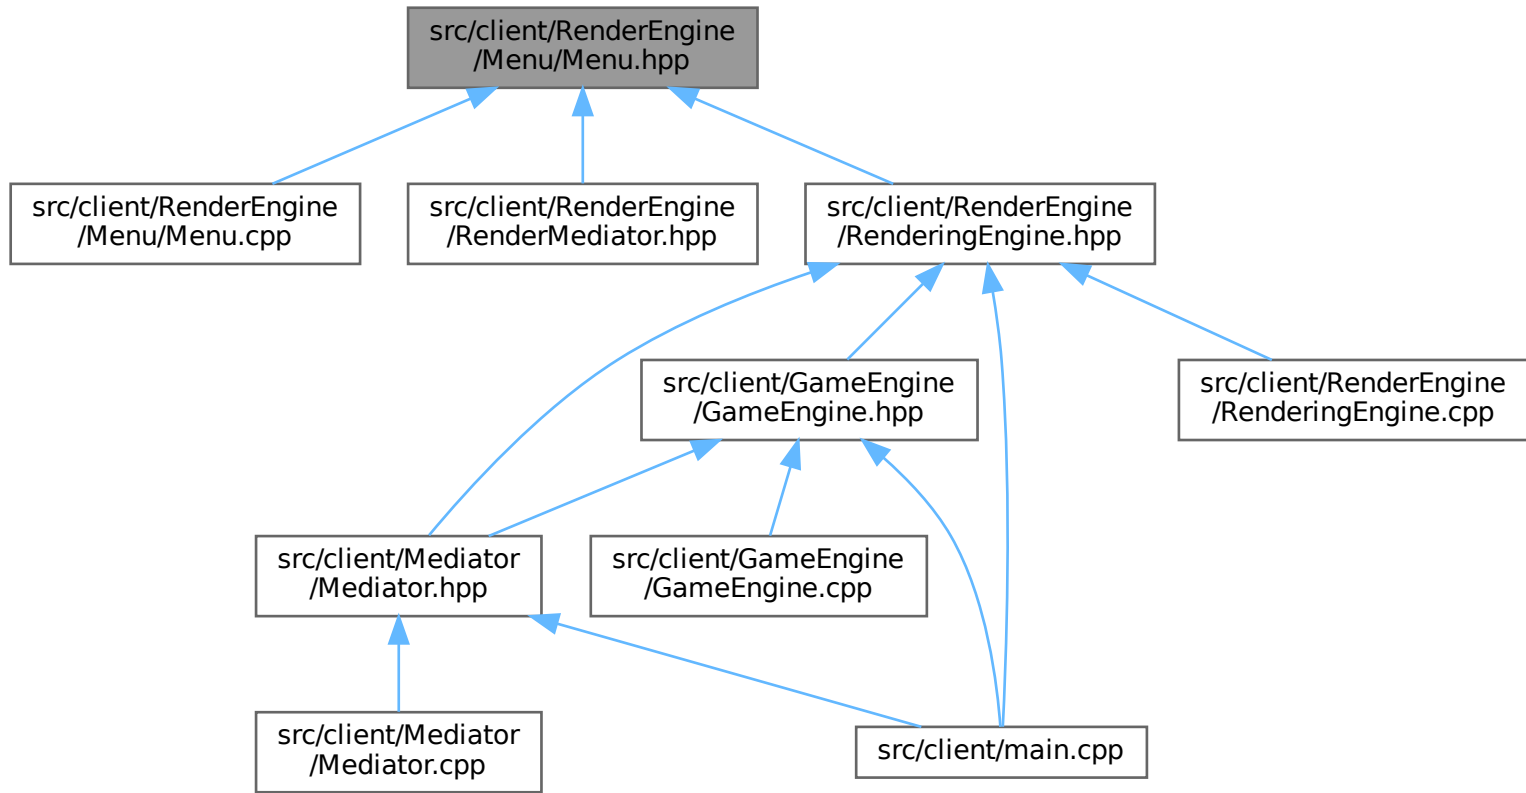 src/client/RenderEngine
/Menu/Menu.hpp
src/client/RenderEngine
/Menu/Menu.cpp
src/client/RenderEngine
/RenderMediator.hpp
src/client/RenderEngine
/RenderingEngine.hpp
src/client/GameEngine
/GameEngine.hpp
src/client/RenderEngine
/RenderingEngine.cpp
src/client/Mediator
/Mediator.hpp
src/client/GameEngine
/GameEngine.cpp
src/client/Mediator
/Mediator.cpp
src/client/main.cpp